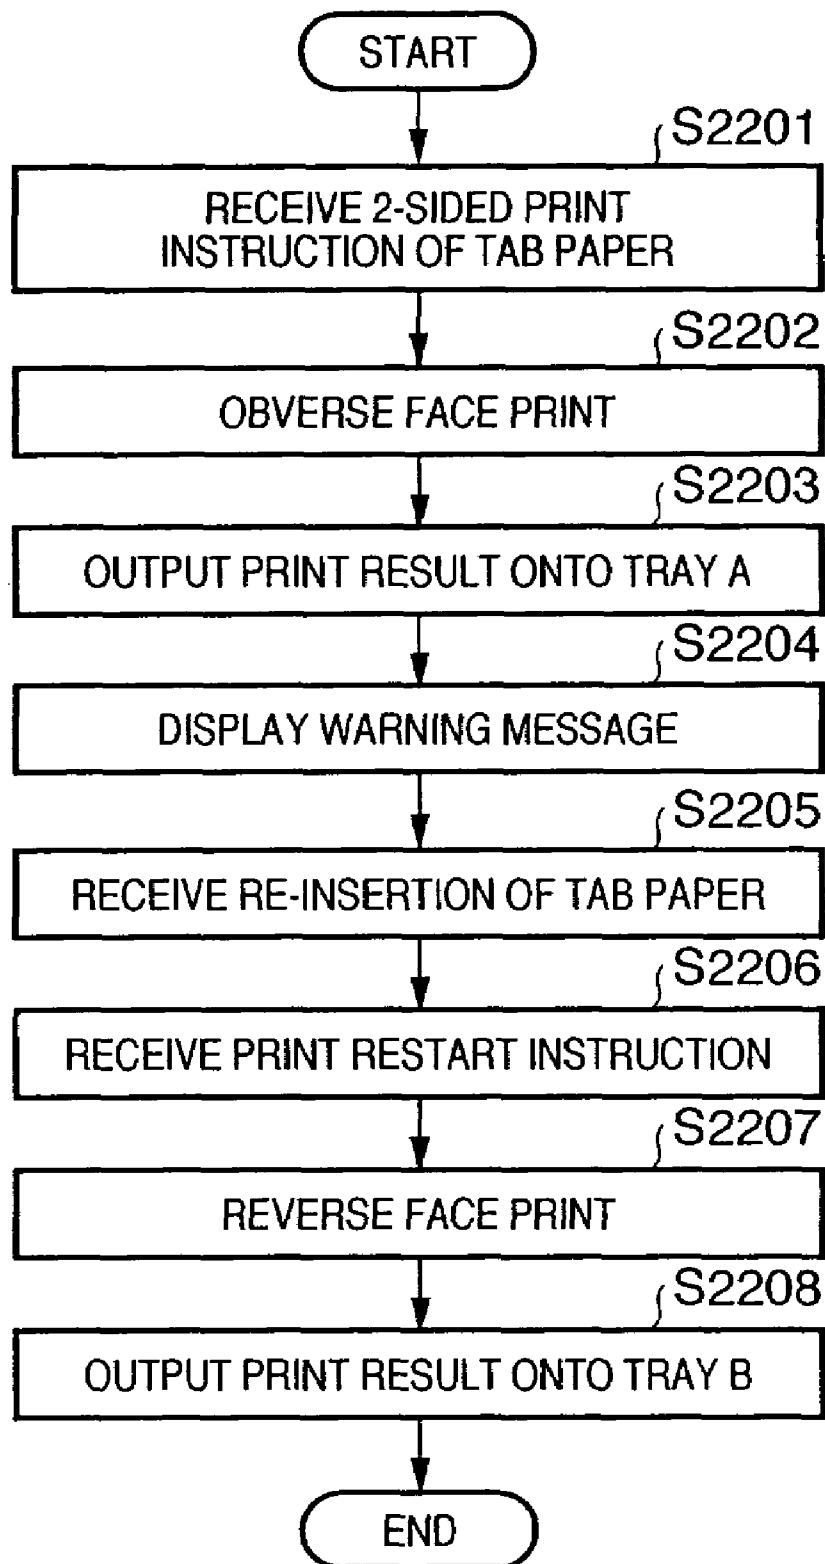 START
S2201
RECEIVE 2-SIDED PRINT
INSTRUCTION OF TAB PAPER
S2202
OBVERSE FACE PRINT
S2203
OUTPUT PRINT RESULT ONTO TRAY A
S2204
DISPLAY WARNING MESSAGE
S2205
RECEIVE RE-INSERTION OF TAB PAPER
S2206
RECEIVE PRINT RESTART INSTRUCTION
S2207
REVERSE FACE PRINT
S2208
OUTPUT PRINT RESULT ONTO TRAY B
END